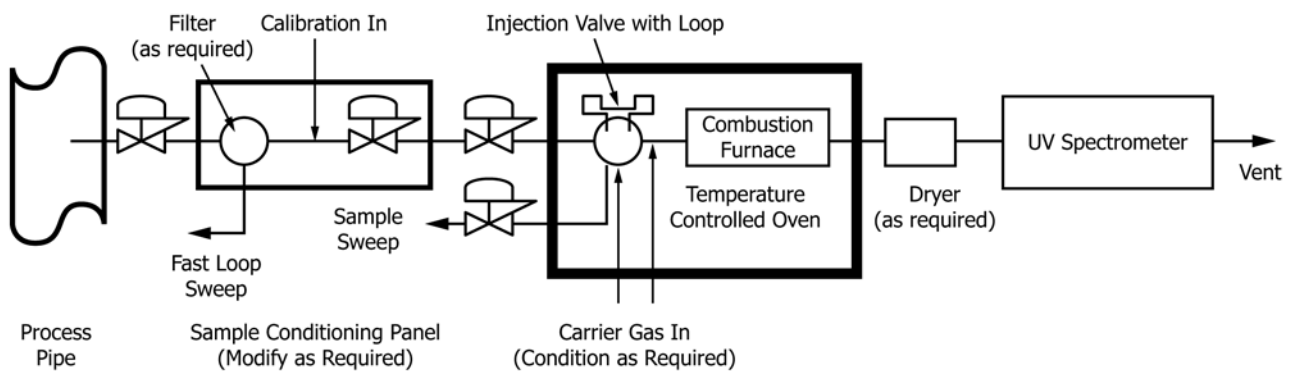 Filter
(as required)
Calibration In
Injection Valve with Loop
Combustion
Furnace
UV Spectrometer
Vent
Temperature
Controlled Oven
Dryer
(as required)
Sample
Sweep
Fast Loop
Sweep
Process
Pipe
Sample Conditioning Panel
(Modify as Required)
Carrier Gas In
(Condition as Required)